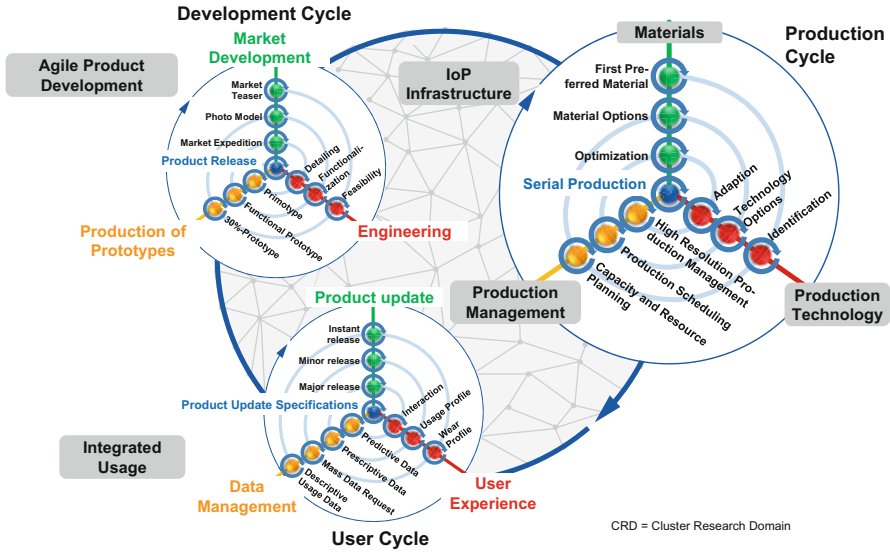 Development Cycle
Market
Development
Agile Product
Development
Market
Teaser
Photo Model
Market Expedition
Product Release
Detailing
Functionali-
zation
Feasibility
Primotype
Functional Prototype
30%-Prototype
Production of
Prototypes
Engineering
IoP
Infrastructure
Materials
Production
Cycle
First Pre-
ferred Material
Material Options
Optimization
Serial Production
Adaption
Technology
Options
Identification
High Resolution Pro-
duction Management
Production Scheduling
Capacity and Resource
Planning
Production
Management
Production
Technology
Product update
Instant
release
Minor release
Major release
Product Update Specifications
Interaction
Usage Profile
Wear
Profile
Predictive Data
Prescriptive Data
Mass Data Request
Descriptive
Usage Data
Integrated
Usage
Data
Management
User
Experience
User Cycle
CRD = Cluster Research Domain